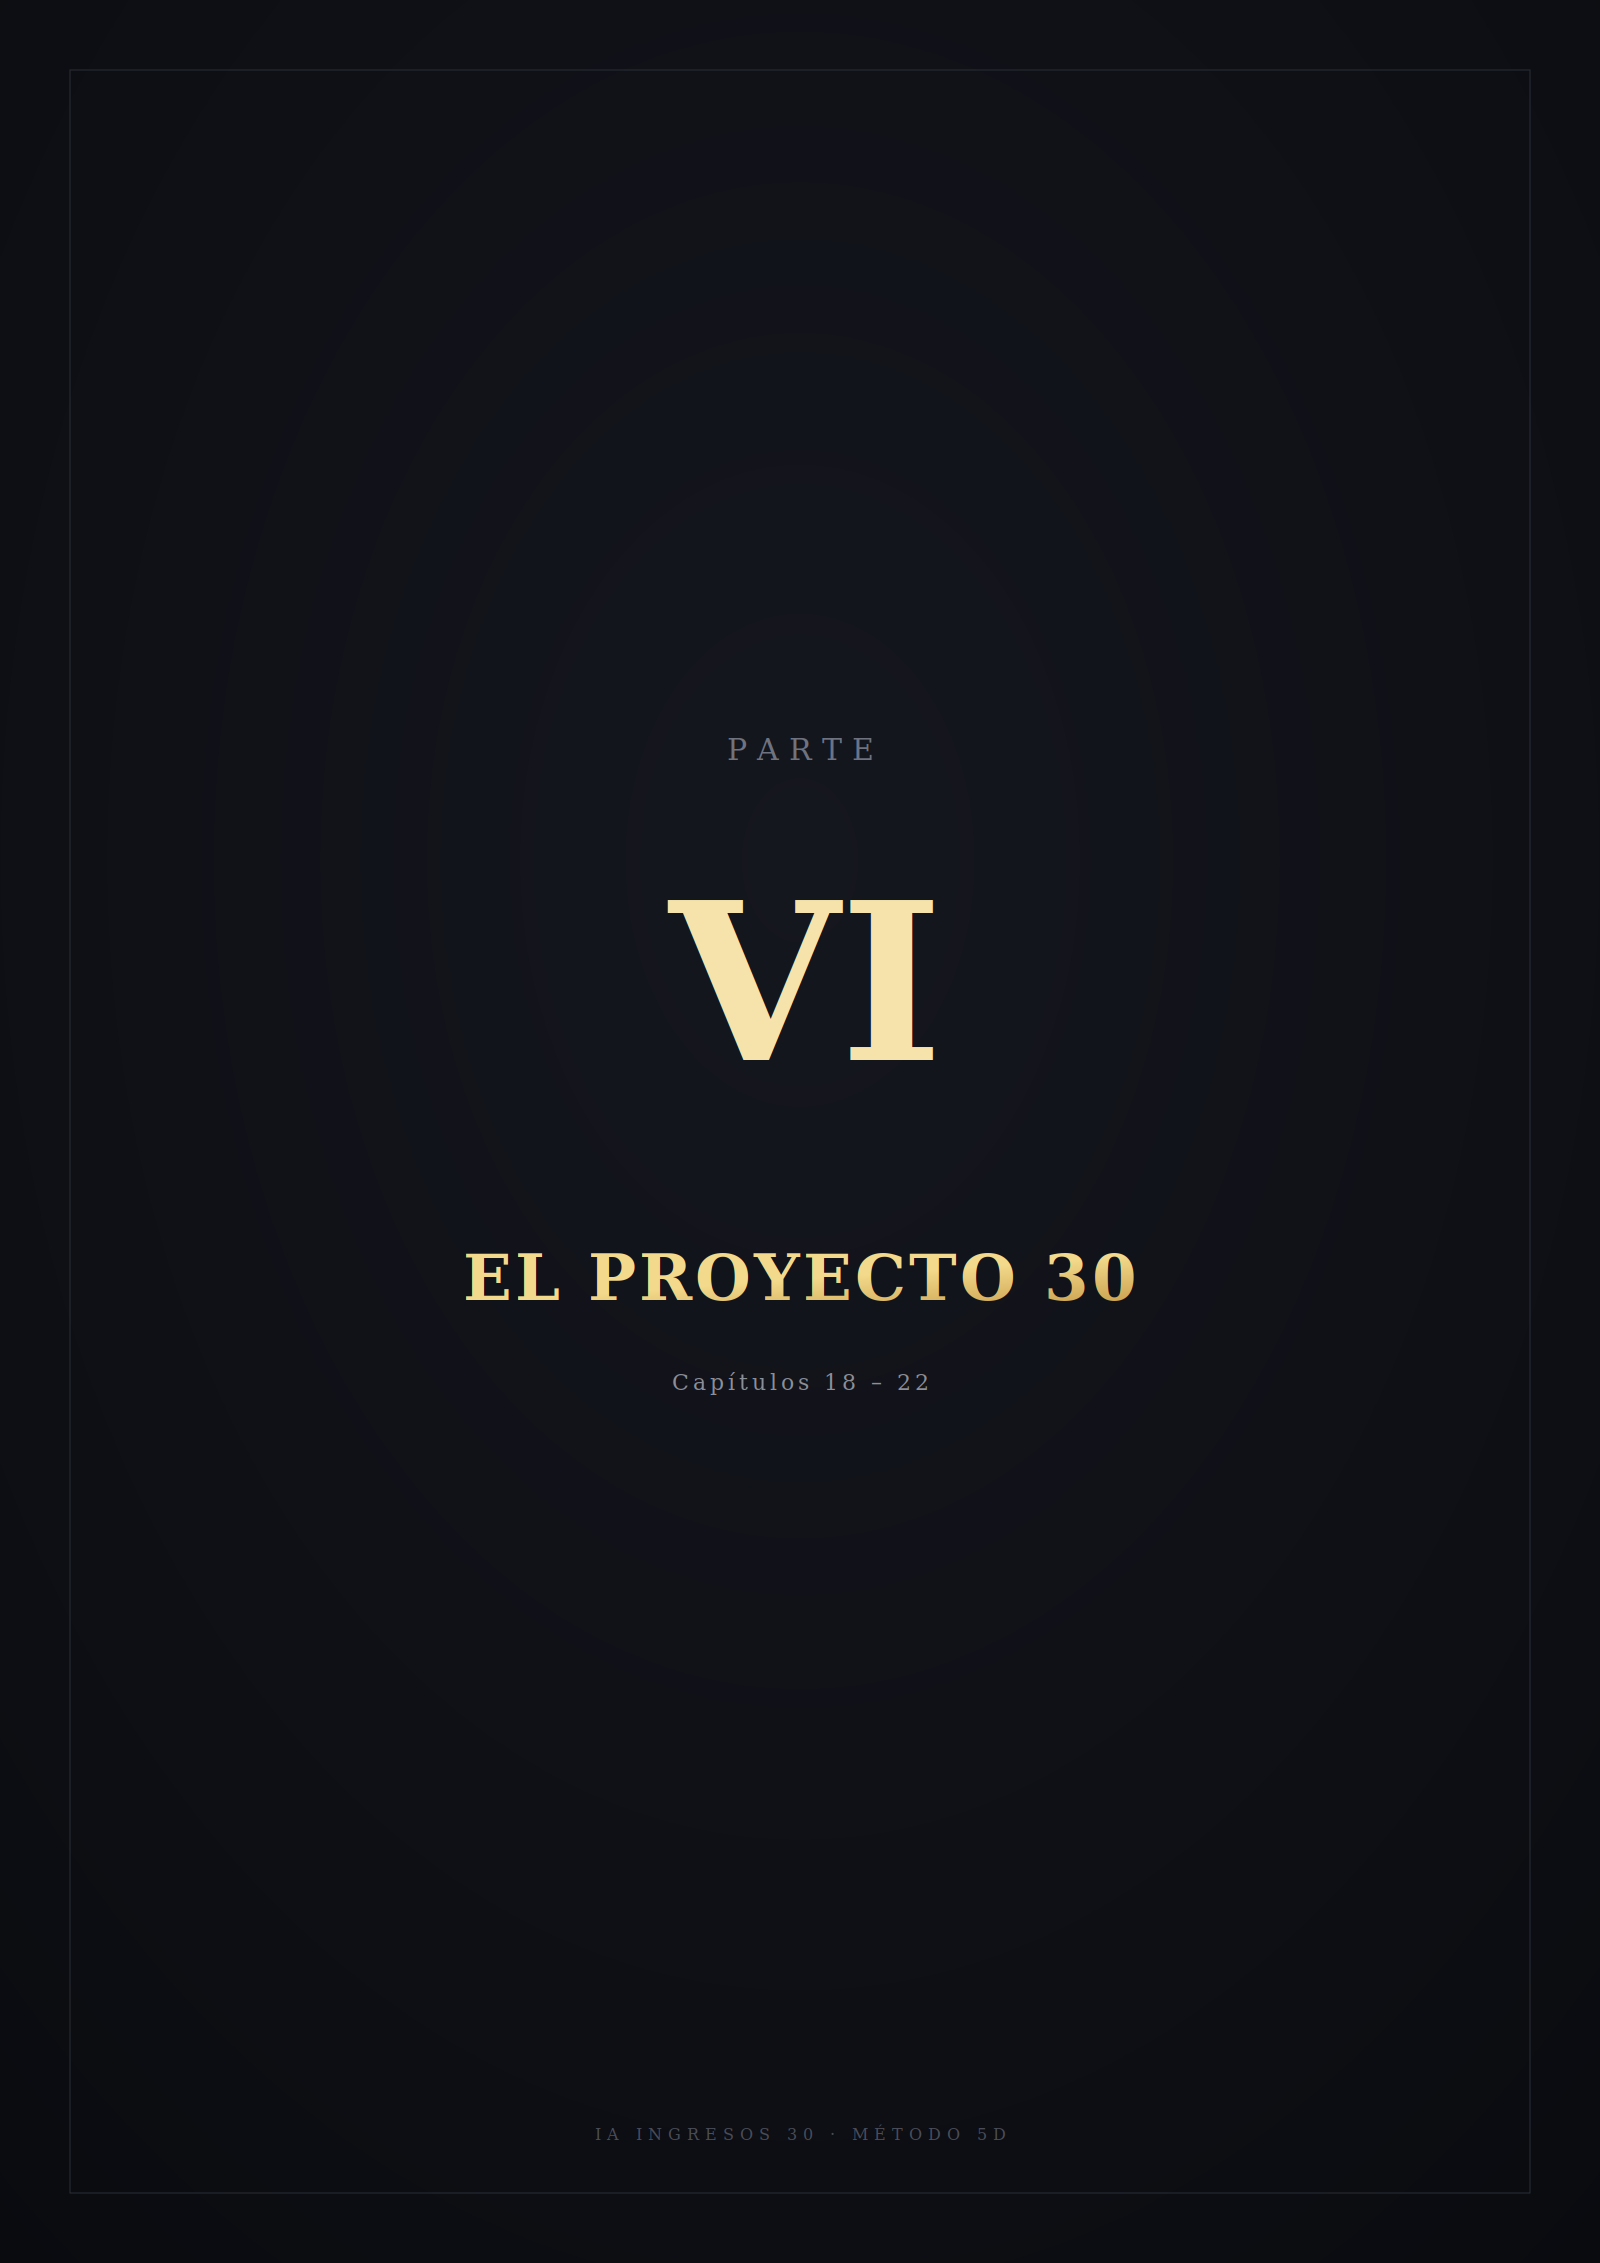 PARTE
VI
EL PROYECTO 30
Capítulos 18 – 22
IA INGRESOS 30 · MÉTODO 5D